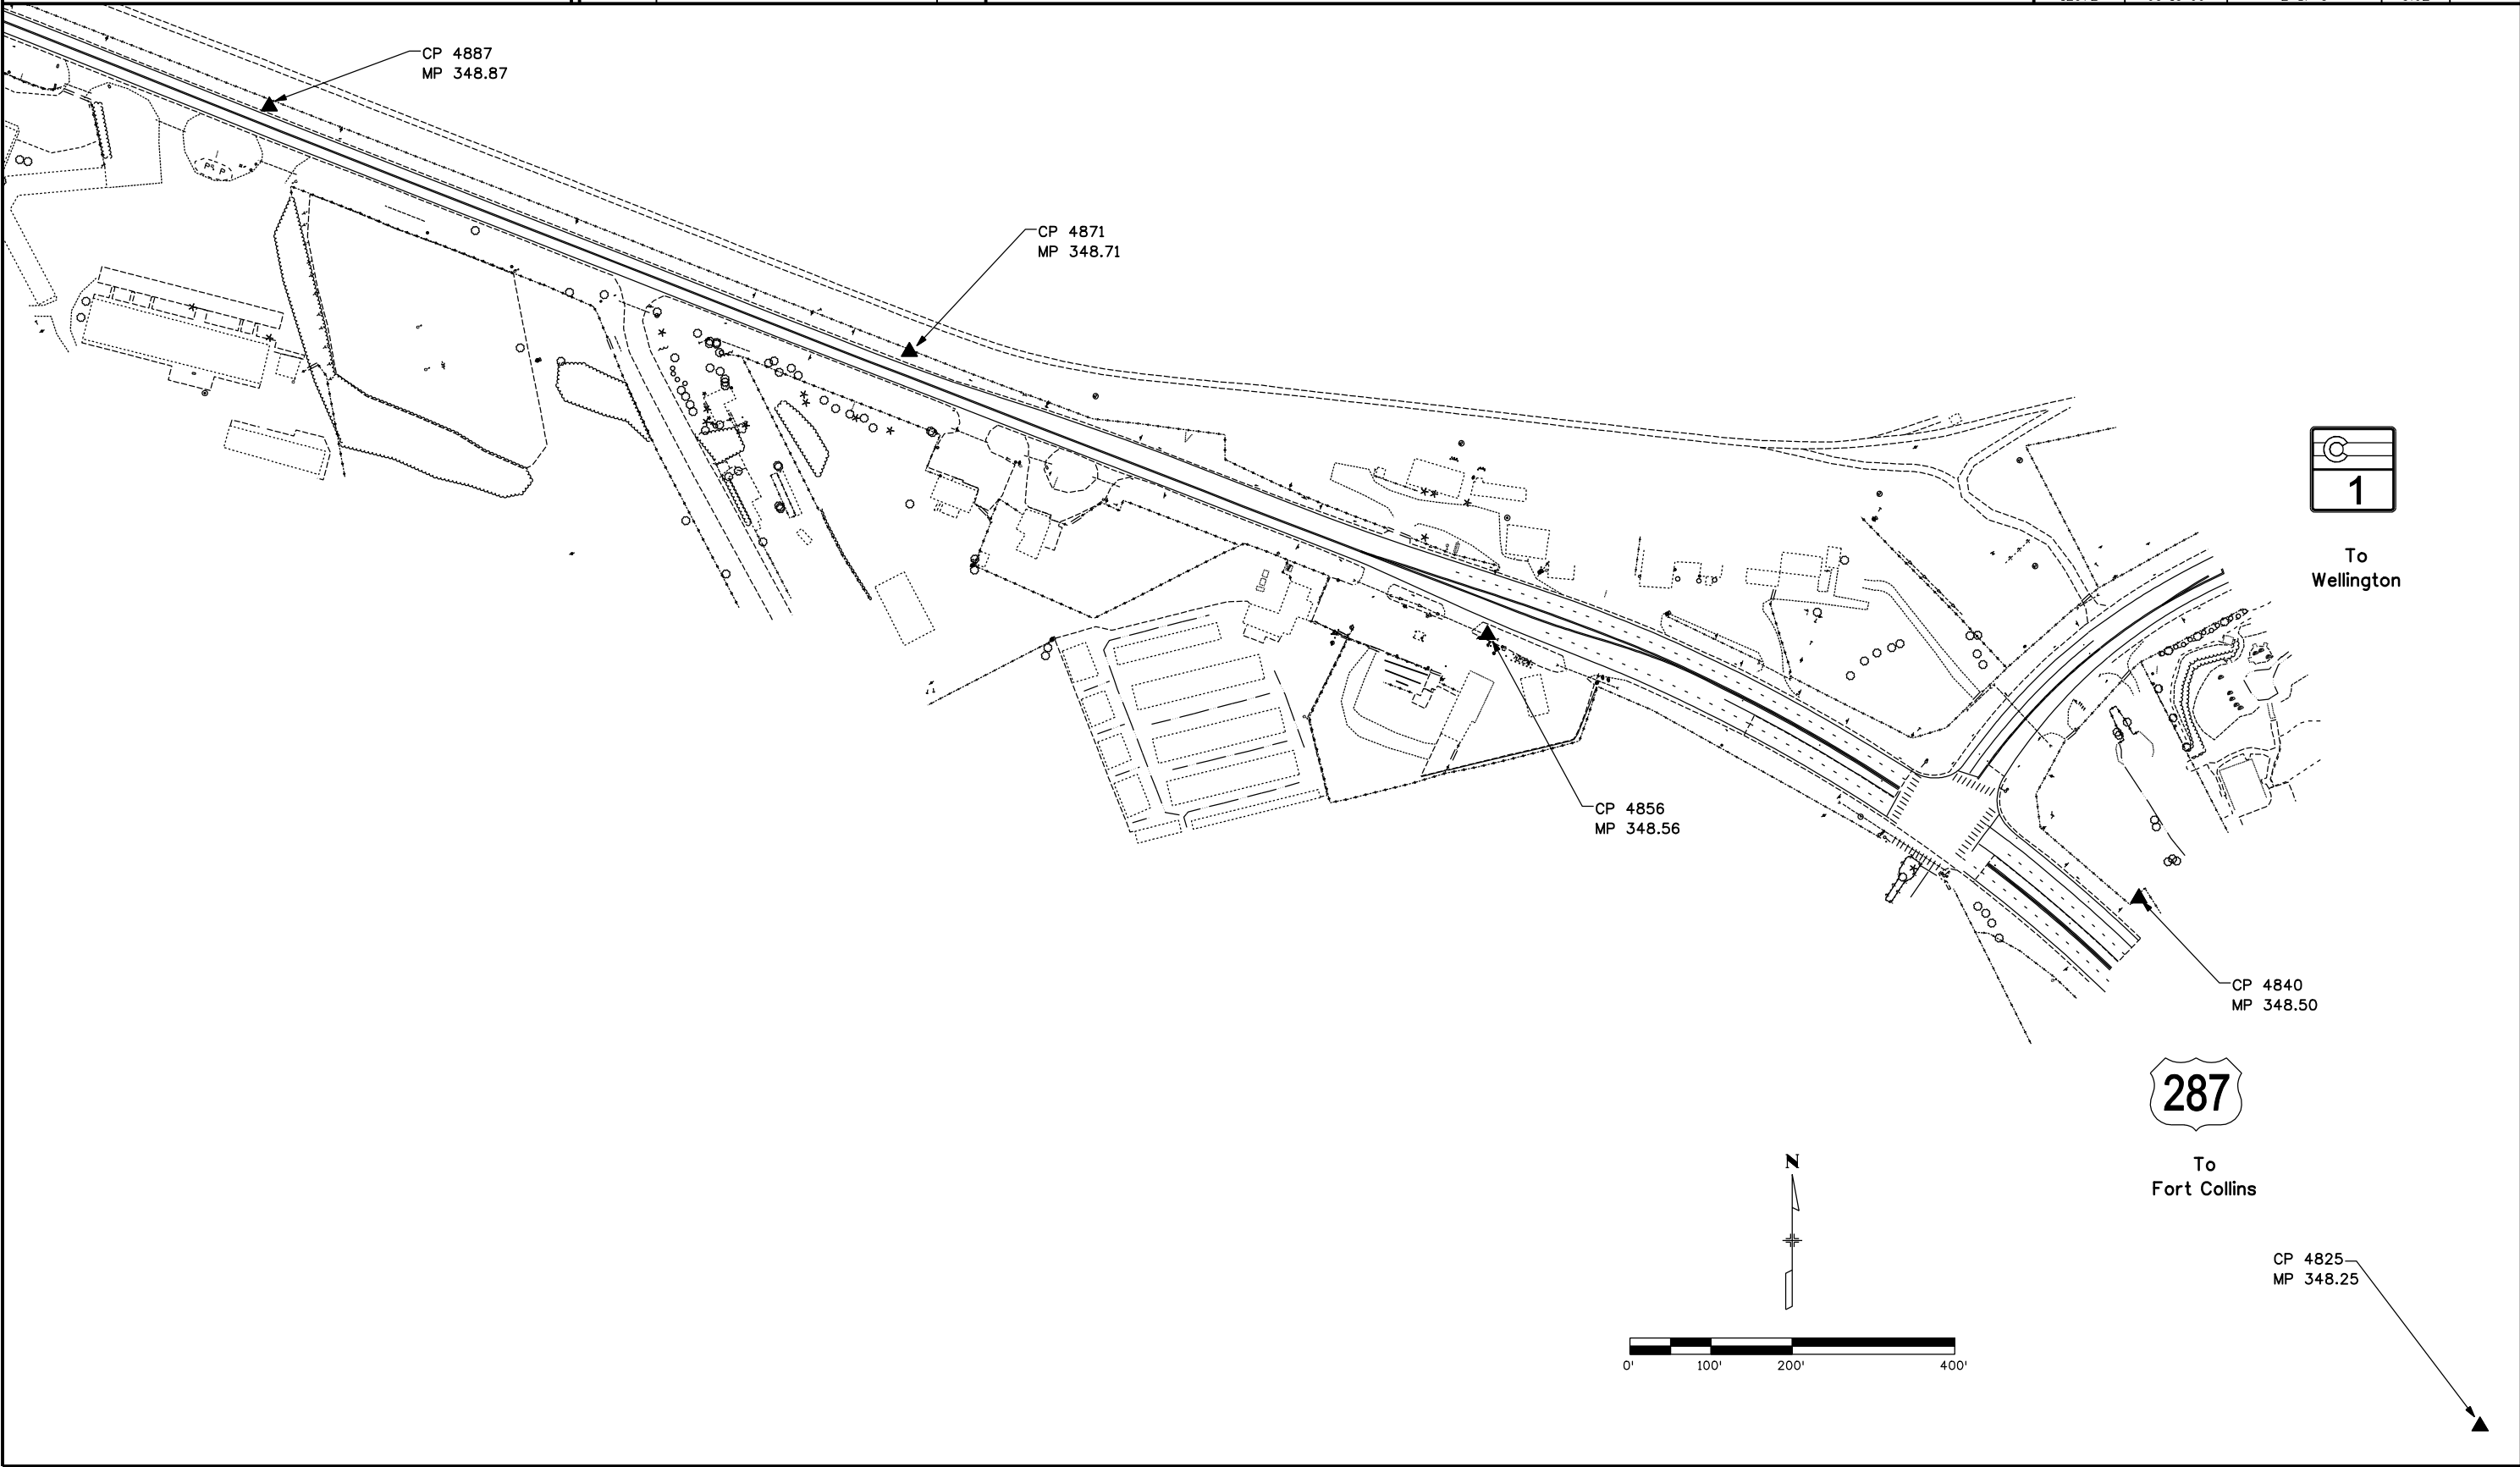 CP 4887
MP 348.87
CP 4871
MP 348.71
1
To
Wellington
CP 4856
MP 348.56
CP 4840
MP 348.50
287
To
Fort Collins
N
CP 4825
MP 348.25
0' 100' 200' 400'